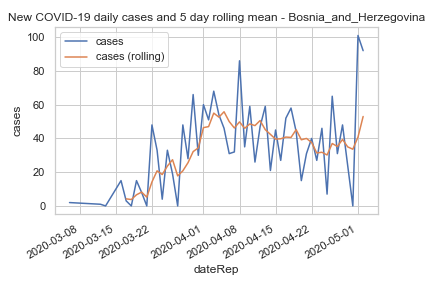 New COVID-19 daily cases and 5 day rolling mean - Bosnia_and_Herzegovina
cases
cases (rolling)
100
80
60
40
20
0
cases
2020-03-08
2020-03-15
2020-03-22
2020-04-01
2020-04-08
2020-04-15
2020-04-22
2020-05-01
dateRep